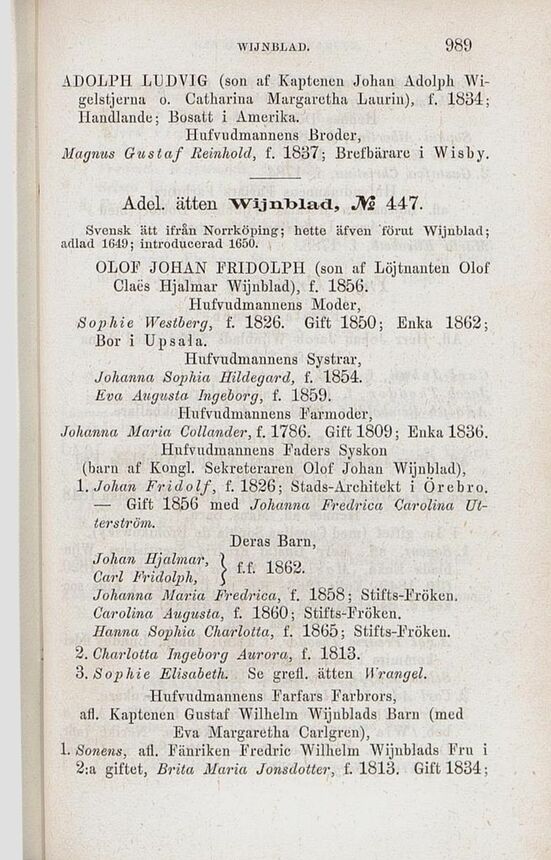 WIJNBLAD. 989
ADOLPH LUDVIG (son af Kaptenen Johan Adolph Wi-
gelstjerna o. Catharina Margaretha Laurin), f. 1834;
Handlande; Bosatt i Amerika.
Hufvudmannens Broder,
Magnus Gustaf Reinhold, f. 1837; Brefbärare i Wisby.
Adel. ätten Wijnblad, № 447.
Svensk ätt ifrån Norrköping; hette äfven förut Wijnblad;
adlad 1649; introducerad 1650.
OLOF JOHAN FRIDOLPH (son af Löjtnanten Olof
Claës Hjalmar Wijnblad), f. 1856.
Hufvudmannens Moder,
Sophie Westberg, f. 1826. Gift 1850; Enka 1862;
Bor i Upsala.
Hufvudmannens Systrar,
Johanna Sophia Hildegard, f. 1854.
Eva Augusta Ingeborg, f. 1859.
Hufvudmannens Farmoder,
Johanna Maria Collander, f. 1786. Gift 1809; Enka 1836.
Hufvudmannens Faders Syskon
(barn af Kongl. Sekreteraren Olof Johan Wijnblad),
1. Johan Fridolf, f. 1826; Stads-Architekt i Örebro.
— Gift 1856 med Johanna Fredrica Carolina Ut-
terström.
Deras Barn,
Johan Hjalmar, }
Carl Fridolph, } f.f. 1862.
Johanna Maria Fredrica, f. 1858; Stifts-Fröken.
Carolina Augusta, f. 1860; Stifts-Fröken.
Hanna Sophia Charlotta, f. 1865; Stifts-Fröken.
2. Charlotta Ingeborg Aurora, f. 1813.
3. Sophie Elisabeth. Se grefl. ätten Wrangel.
Hufvudmannens Farfars Farbrors,
afl. Kaptenen Gustaf Wilhelm Wijnblads Barn (med
Eva Margaretha Carlgren),
1. Sonens, afl. Fänriken Fredric Wilhelm Wijnblads Fru i
2:a giftet, Brita Maria Jonsdotter, f. 1813. Gift 1834;